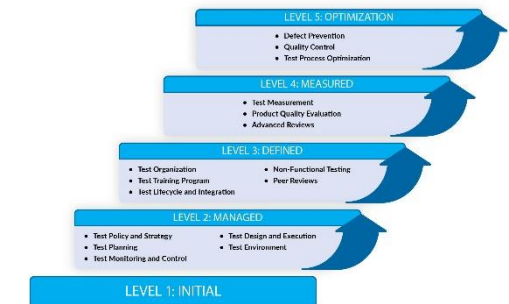 LEVEL 5: OPTIMIZATION
• Defect Prevention
• Quality Control
• Test Process Optimization
LEVEL 4: MEASURED
• Test Measurement
• Product Quality Evaluation
• Advanced Reviews
LEVEL 3: DEFINED
• Test Organization
• Test Training Program
• Test Lifecycle and Integration
• Non-Functional Testing
• Peer Reviews
LEVEL 2: MANAGED
• Test Policy and Strategy
• Test Planning
• Test Monitoring and Control
• Test Design and Execution
• Test Environment
LEVEL 1: INITIAL